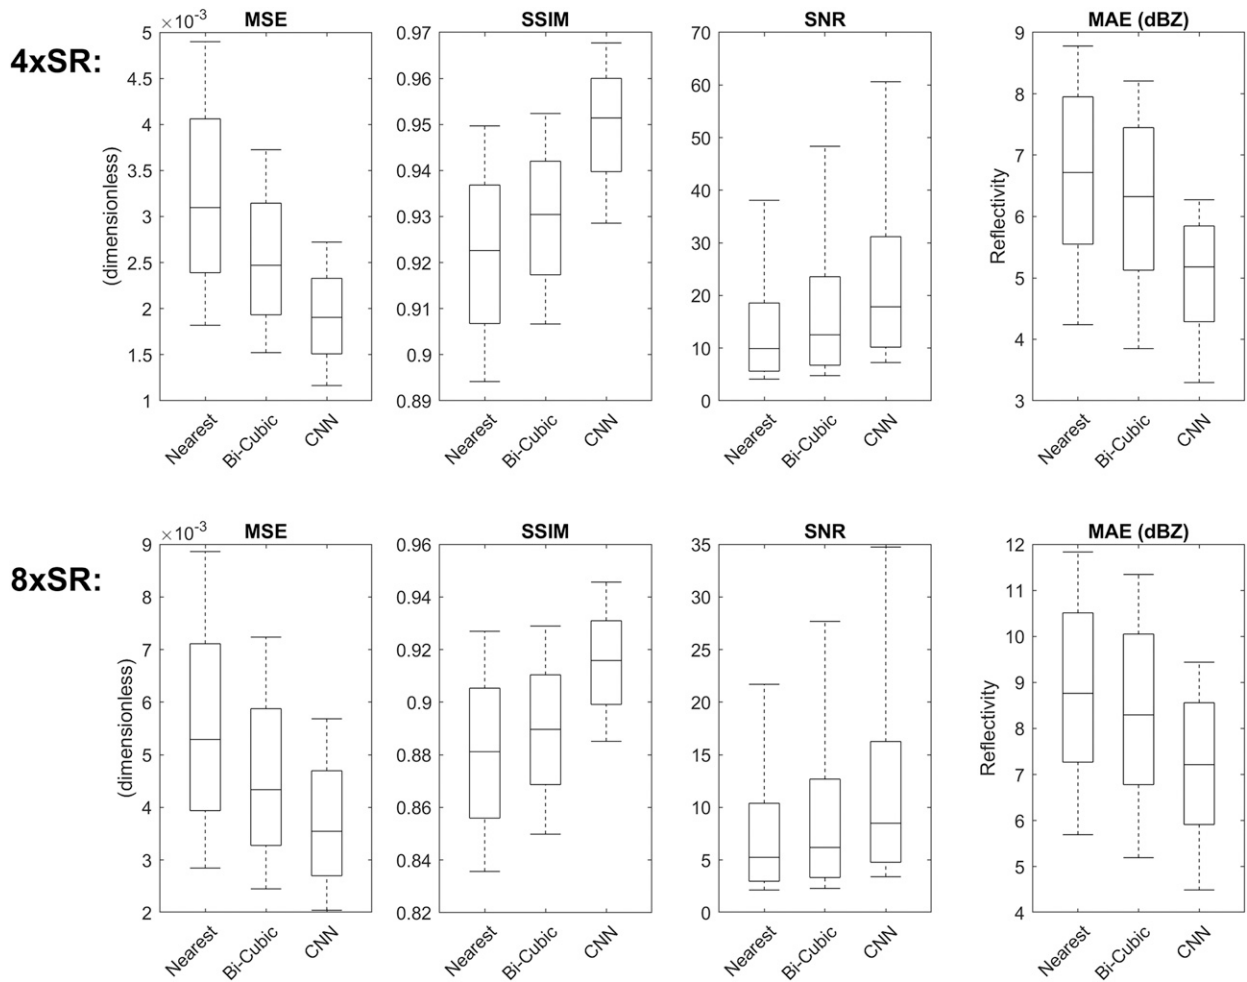 4xSR:
×10⁻³
MSE
(dimensionless)
5
4.5
4
3.5
3
2.5
2
1.5
1
Nearest
Bi-Cubic
CNN
SSIM
0.97
0.96
0.95
0.94
0.93
0.92
0.91
0.9
0.89
Nearest
Bi-Cubic
CNN
SNR
70
60
50
40
30
20
10
0
Nearest
Bi-Cubic
CNN
MAE (dBZ)
Reflectivity
9
8
7
6
5
4
3
Nearest
Bi-Cubic
CNN
8xSR:
×10⁻³
MSE
(dimensionless)
9
8
7
6
5
4
3
2
Nearest
Bi-Cubic
CNN
SSIM
0.96
0.94
0.92
0.9
0.88
0.86
0.84
0.82
Nearest
Bi-Cubic
CNN
SNR
35
30
25
20
15
10
5
0
Nearest
Bi-Cubic
CNN
MAE (dBZ)
Reflectivity
12
11
10
9
8
7
6
5
4
Nearest
Bi-Cubic
CNN